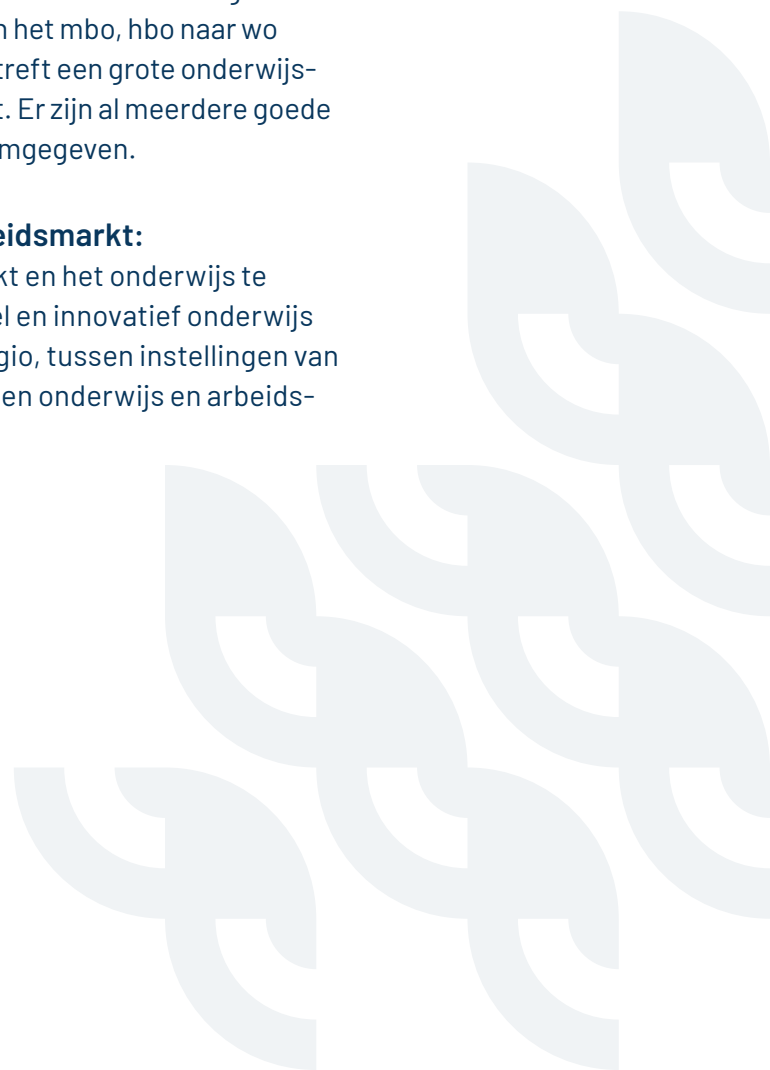 n het mbo, hbo naar wo
treft een grote onderwijs-
t. Er zijn al meerdere goede
mgegeven.
eidsmarkt:
kt en het onderwijs te
el en innovatief onderwijs
gio, tussen instellingen van
en onderwijs en arbeids-